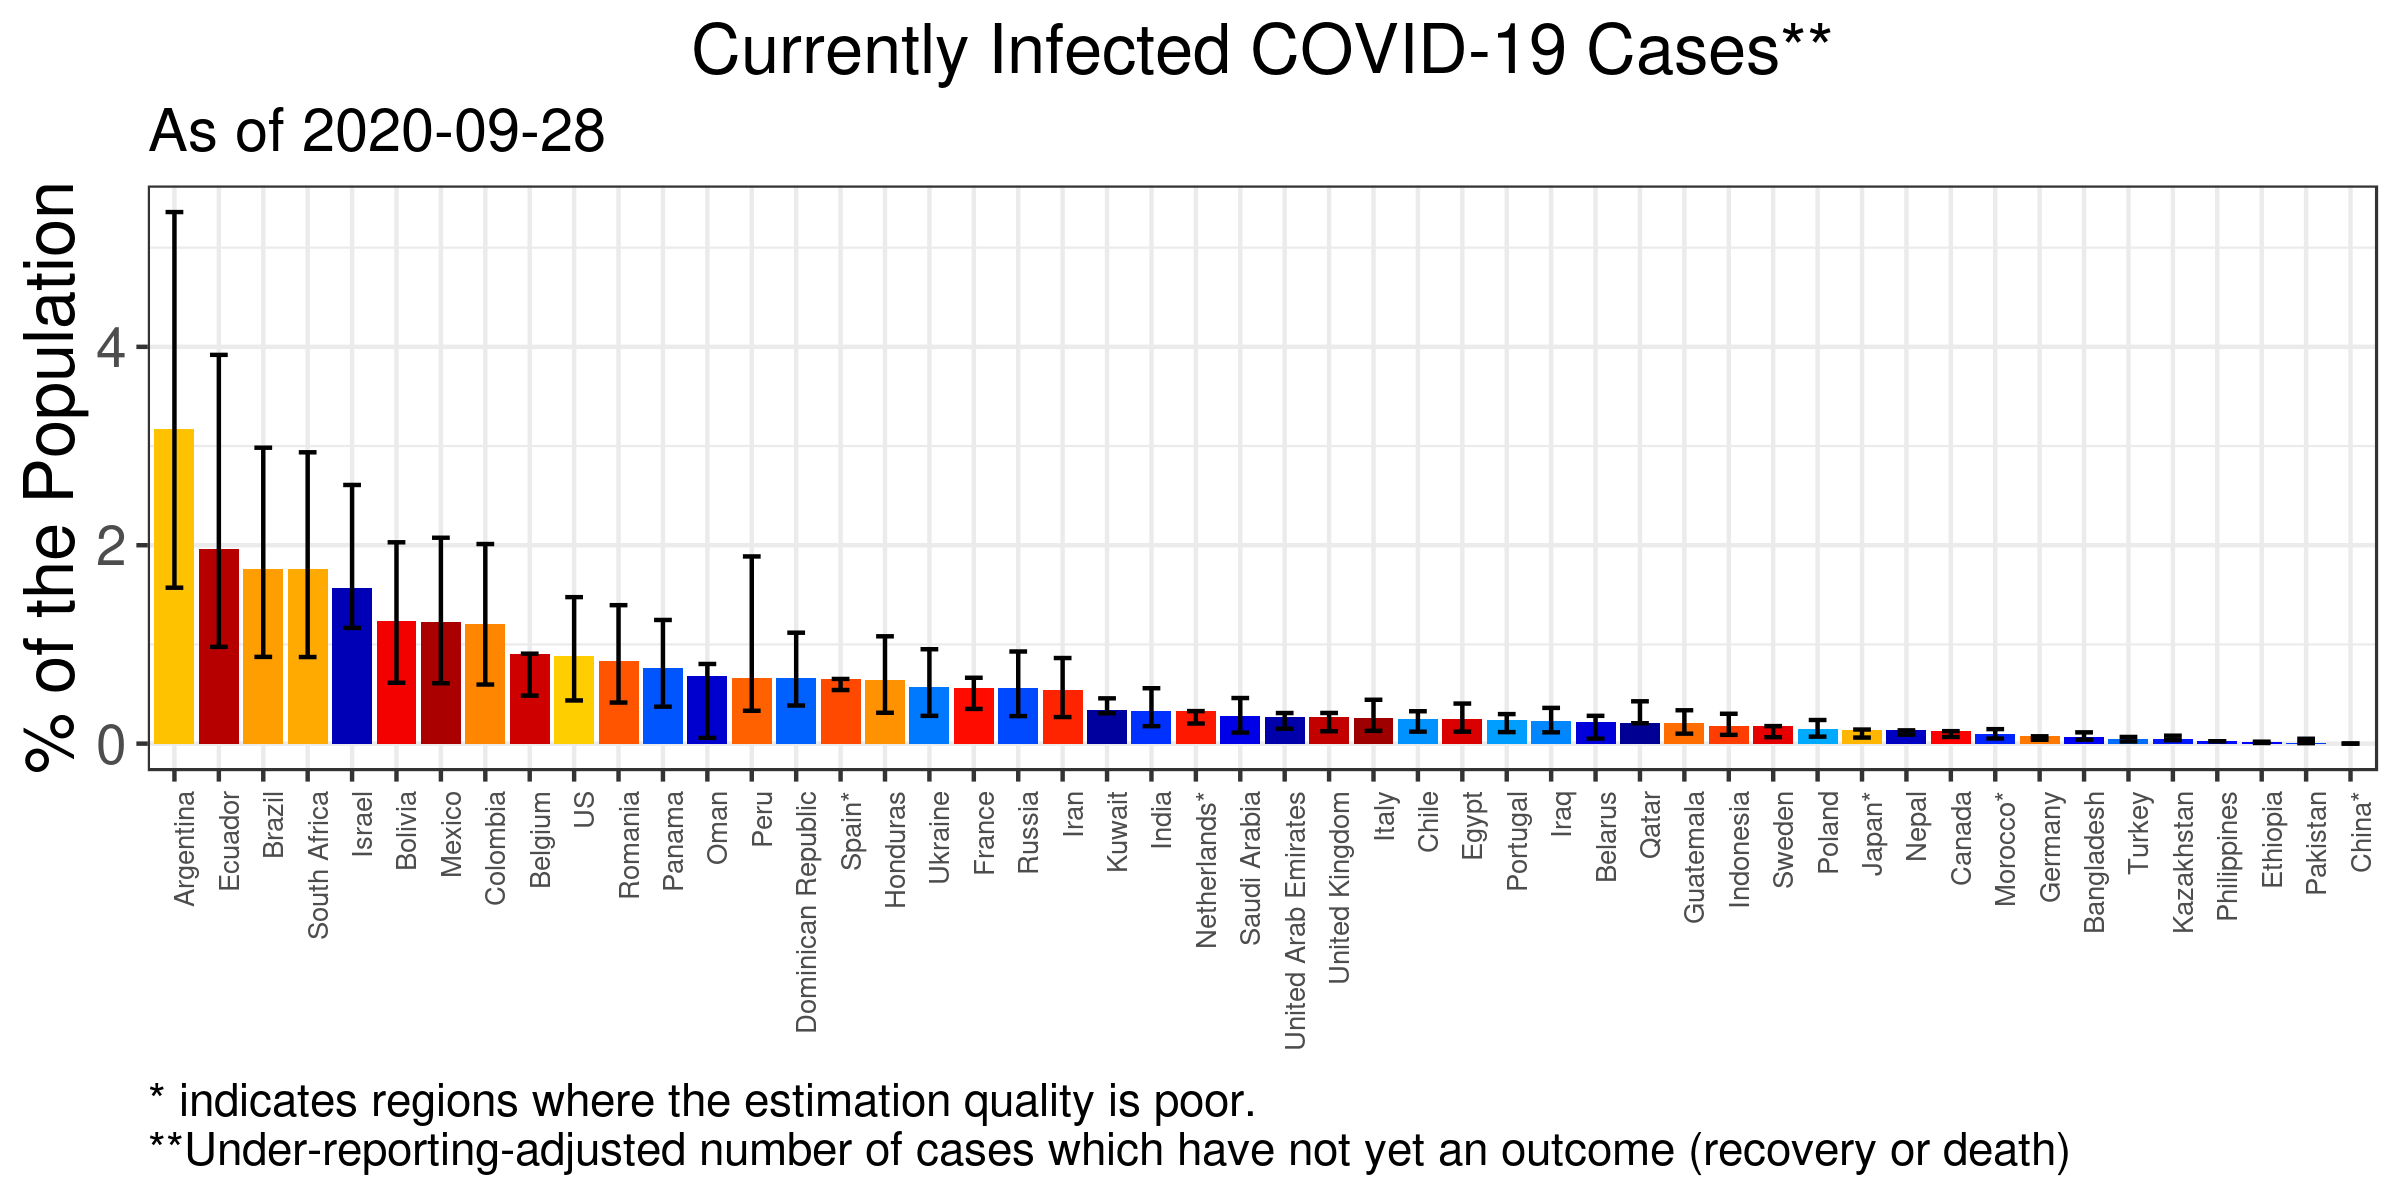 Currently Infected COVID-19 Cases**
As of 2020-09-28
% of the Population
4
2
0
Argentina
Ecuador
Brazil
South Africa
Israel
Bolivia
Mexico
Colombia
Belgium
US
Romania
Panama
Oman
Peru
Dominican Republic
Spain*
Honduras
Ukraine
France
Russia
Iran
Kuwait
India
Netherlands*
Saudi Arabia
United Arab Emirates
United Kingdom
Italy
Chile
Egypt
Portugal
Iraq
Belarus
Qatar
Guatemala
Indonesia
Sweden
Poland
Japan*
Nepal
Canada
Morocco*
Germany
Bangladesh
Turkey
Kazakhstan
Philippines
Ethiopia
Pakistan
China*
* indicates regions where the estimation quality is poor.
**Under-reporting-adjusted number of cases which have not yet an outcome (recovery or death)